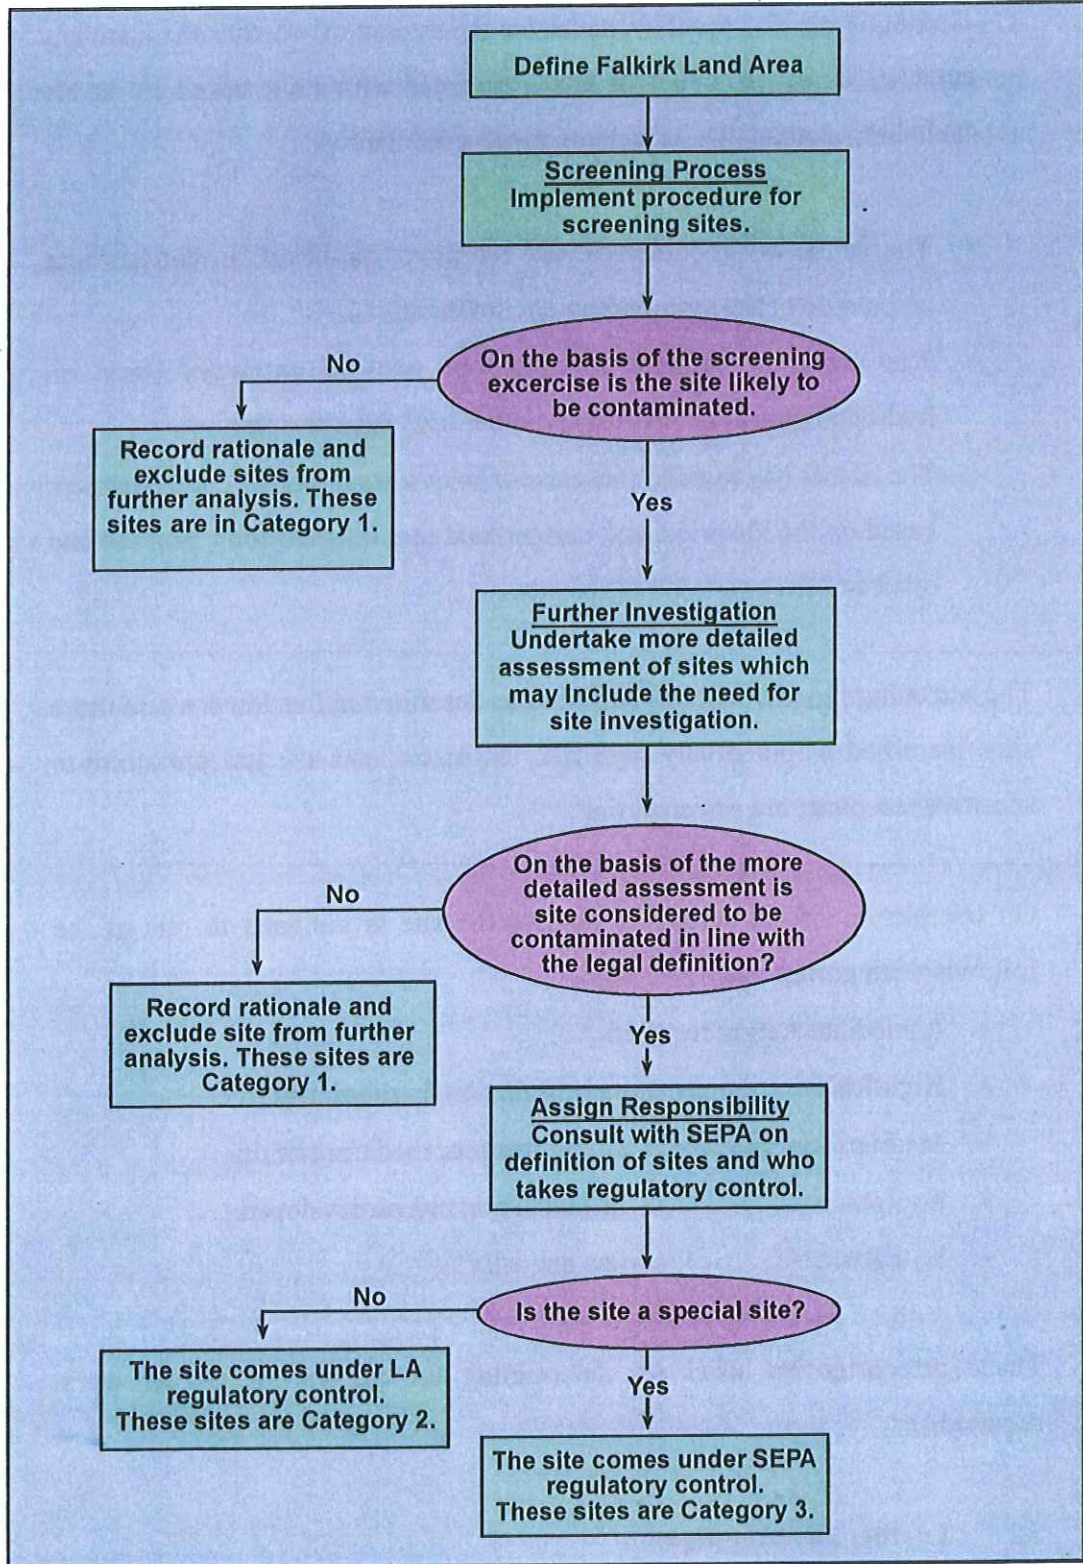 Define Falkirk Land Area
Screening Process
Implement procedure for
screening sites.
No
On the basis of the screening
excercise is the site likely to
be contaminated.
Record rationale and
exclude sites from
further analysis. These
sites are in Category 1.
Yes
Further Investigation
Undertake more detailed
assessment of sites which
may Include the need for
site investigation.
On the basis of the more
detailed assessment is
site considered to be
contaminated in line with
the legal definition?
No
Record rationale and
exclude site from further
analysis. These sites are
Category 1.
Yes
Assign Responsibility
Consult with SEPA on
definition of sites and who
takes regulatory control.
No
Is the site a special site?
The site comes under LA
regulatory control.
These sites are Category 2.
Yes
The site comes under SEPA
regulatory control.
These sites are Category 3.